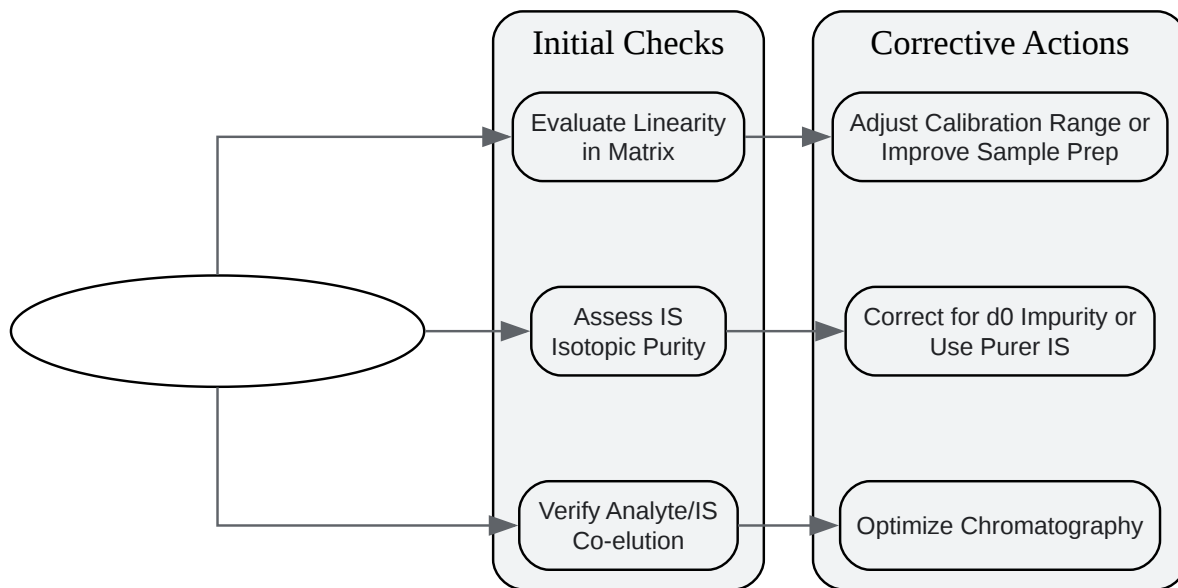 Initial Checks
Corrective Actions
Evaluate Linearity
in Matrix
Adjust Calibration Range or
Improve Sample Prep
Assess IS
Isotopic Purity
Correct for d0 Impurity or
Use Purer IS
Verify Analyte/IS
Co-elution
Optimize Chromatography